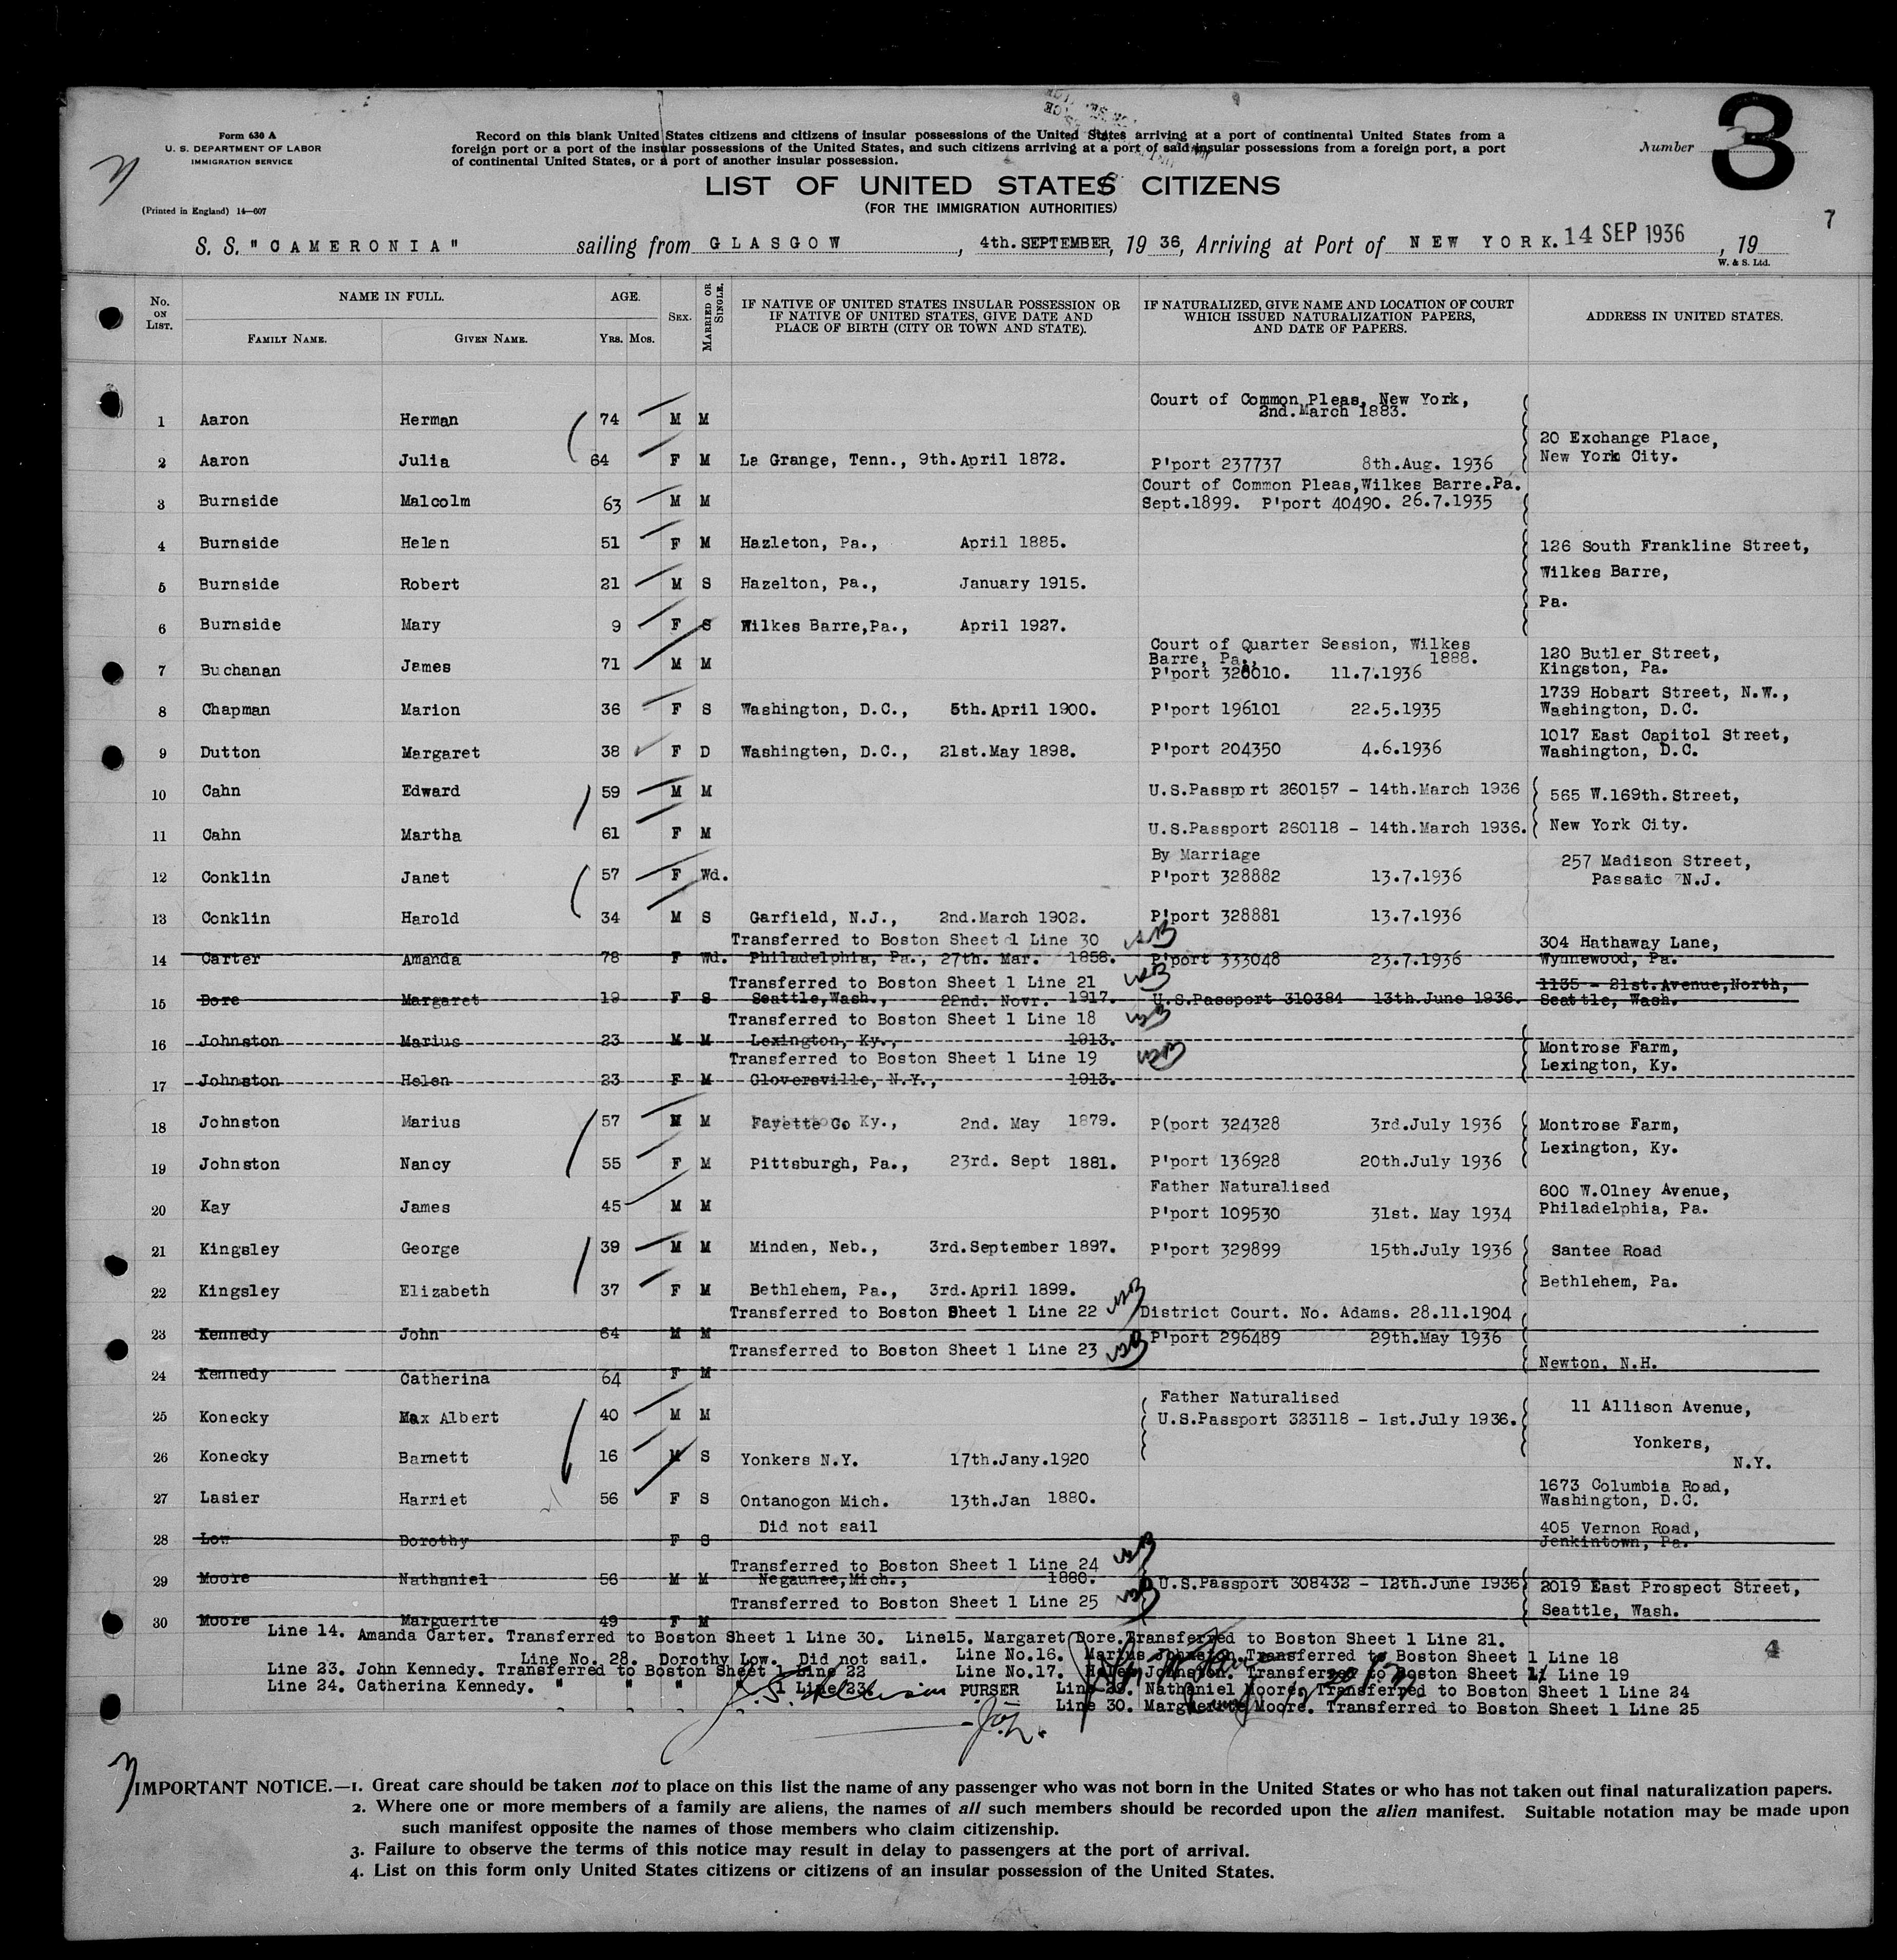 Form 630 A
U. S. DEPARTMENT OF LABOR
IMMIGRATION SERVICE
(Printed in England) 14—607
Record on this blank United States citizens and citizens of insular possessions of the United States arriving at a port of continental United States from a
foreign port or a port of the insular possessions of the United States, and such citizens arriving at a port of said insular possessions from a foreign port, a port
of continental United States, or a port of another insular possession.
Number 3
3
LIST OF UNITED STATES CITIZENS
(FOR THE IMMIGRATION AUTHORITIES)
7
S. S. "CAMERONIA" sailing from GLASGOW, 4th. SEPTEMBER, 1936, Arriving at Port of NEW YORK. 14 SEP 1936, 19
W. & S. Ltd.
No. ON LIST. NAME IN FULL. FAMILY NAME. GIVEN NAME. AGE. YRS. MOS. SEX. MARRIED OR SINGLE. IF NATIVE OF UNITED STATES INSULAR POSSESSION OR IF NATIVE OF UNITED STATES, GIVE DATE AND PLACE OF BIRTH (CITY OR TOWN AND STATE). IF NATURALIZED, GIVE NAME AND LOCATION OF COURT WHICH ISSUED NATURALIZATION PAPERS, AND DATE OF PAPERS. ADDRESS IN UNITED STATES.
Court of Common Pleas, New York,
1 Aaron Herman 74 M M 2nd. March 1883.
20 Exchange Place,
2 Aaron Julia 64 F M La Grange, Tenn., 9th. April 1872. P'port 237737 8th. Aug. 1936 New York City.
Court of Common Pleas, Wilkes Barre. Pa.
3 Burnside Malcolm 63 M M Sept. 1899. P'port 40490. 26.7.1935
4 Burnside Helen 51 F M Hazleton, Pa., April 1885. 126 South Frankline Street,
5 Burnside Robert 21 M S Hazelton, Pa., January 1915. Wilkes Barre,
Pa.
6 Burnside Mary 9 F S Wilkes Barre, Pa., April 1927.
Court of Quarter Session, Wilkes
Barre, Pa., 1888. 120 Butler Street,
7 Buchanan James 71 M M P'port 328010. 11.7.1936 Kingston, Pa.
1739 Hobart Street, N.W.,
8 Chapman Marion 36 F S Washington, D.C., 5th. April 1900. P'port 196101 22.5.1935 Washington, D.C.
1017 East Capitol Street,
9 Dutton Margaret 38 F D Washington, D.C., 21st. May 1898. P'port 204350 4.6.1936 Washington, D.C.
10 Cahn Edward 59 M M U.S. Passport 260157 - 14th. March 1936 565 W. 169th. Street,
11 Cahn Martha 61 F M U.S. Passport 260118 - 14th. March 1936. New York City.
By Marriage 257 Madison Street,
12 Conklin Janet 57 F Wd. P'port 328882 13.7.1936 Passaic N.J.
13 Conklin Harold 34 M S Garfield, N.J., 2nd. March 1902. P'port 328881 13.7.1936
Transferred to Boston Sheet 1 Line 30 304 Hathaway Lane,
14 Carter Amanda 78 F Wd. Philadelphia, Pa., 27th. Mar. 1858. P'port 333048 23.7.1936 Wynnewood, Pa.
Transferred to Boston Sheet 1 Line 21 1135 - 21st. Avenue, North,
15 Dore Margaret 19 F S Seattle, Wash., 22nd. Novr. 1917. U.S. Passport 310384 13th. June 1936. Seattle, Wash.
Transferred to Boston Sheet 1 Line 18
16 Johnston Marius 23 M M Lexington, Ky., 1913. Montrose Farm,
Transferred to Boston Sheet 1 Line 19 Lexington, Ky.
17 Johnston Helen 23 F M Gloversville, N.Y., 1913.
18 Johnston Marius 57 M M Fayette Co Ky., 2nd. May 1879. P(port 324328 3rd. July 1936 Montrose Farm,
19 Johnston Nancy 55 F M Pittsburgh, Pa., 23rd. Sept 1881. P'port 136928 20th. July 1936 Lexington, Ky.
Father Naturalised 600 W. Olney Avenue,
20 Kay James 45 M M P'port 109530 31st. May 1934 Philadelphia, Pa.
21 Kingsley George 39 M M Minden, Neb., 3rd. September 1897. P'port 329899 15th. July 1936 Santee Road
22 Kingsley Elizabeth 37 F M Bethlehem, Pa., 3rd. April 1899. Bethlehem, Pa.
Transferred to Boston Sheet 1 Line 22 District Court. No. Adams. 28.11.1904
23 Kennedy John 64 M M P'port 296489 29th. May 1936
Transferred to Boston Sheet 1 Line 23
24 Kennedy Catherina 64 F M Newton, N.H.
Father Naturalised
25 Konecky Max Albert 40 M M U.S. Passport 323118 - 1st. July 1936. 11 Allison Avenue,
Yonkers,
26 Konecky Barnett 16 M S Yonkers N.Y. 17th. Jany. 1920 N.Y.
1673 Columbia Road,
27 Lasier Harriet 56 F S Ontanogon Mich. 13th. Jan 1880. Washington, D.C.
Did not sail 405 Vernon Road,
28 Low Dorothy F S Jenkintown, Pa.
Transferred to Boston Sheet 1 Line 24
29 Moore Nathaniel 56 M M Negaunee, Mich., 1880. U.S. Passport 308432 - 12th. June 1936 2019 East Prospect Street,
Transferred to Boston Sheet 1 Line 25 Seattle, Wash.
30 Moore Marguerite 49 F M
Line 14. Amanda Carter. Transferred to Boston Sheet 1 Line 30. Line15. Margaret Dore. Transferred to Boston Sheet 1 Line 21.
4
Line No. 28. Dorothy Low. Did not sail. Line No.16. Marius Johnston. Transferred to Boston Sheet 1 Line 18
Line 23. John Kennedy. Transferred to Boston Sheet 1 Line 22 Line No.17. Helen Johnston. Transferred to Boston Sheet 1 Line 19
Line 24. Catherina Kennedy. " " " " 1 Line 23. PURSER Line 29. Nathaniel Moore. Transferred to Boston Sheet 1 Line 24
Line 30. Marguerite Moore. Transferred to Boston Sheet 1 Line 25
IMPORTANT NOTICE.—1. Great care should be taken not to place on this list the name of any passenger who was not born in the United States or who has not taken out final naturalization papers.
2. Where one or more members of a family are aliens, the names of all such members should be recorded upon the alien manifest. Suitable notation may be made upon
such manifest opposite the names of those members who claim citizenship.
3. Failure to observe the terms of this notice may result in delay to passengers at the port of arrival.
4. List on this form only United States citizens or citizens of an insular possession of the United States.